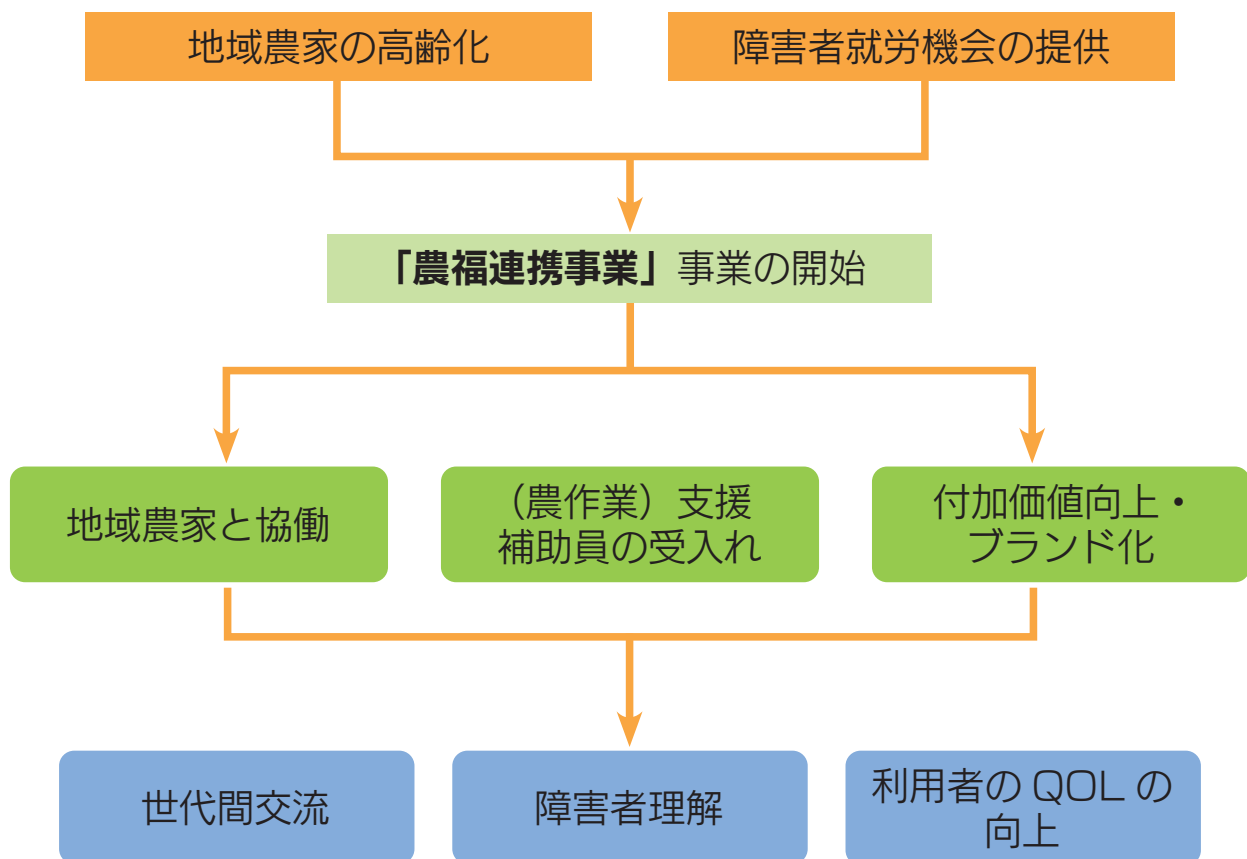 地域農家の高齢化
障害者就労機会の提供
「農福連携事業」事業の開始
地域農家と協働
（農作業）支援
補助員の受入れ
付加価値向上・
ブランド化
世代間交流
障害者理解
利用者の QOL の
向上